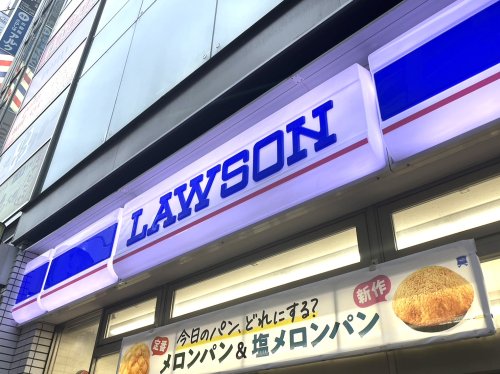 LAWSON
今日のパン、どれにする?
定番
メロンパン & 塩メロンパン
新作